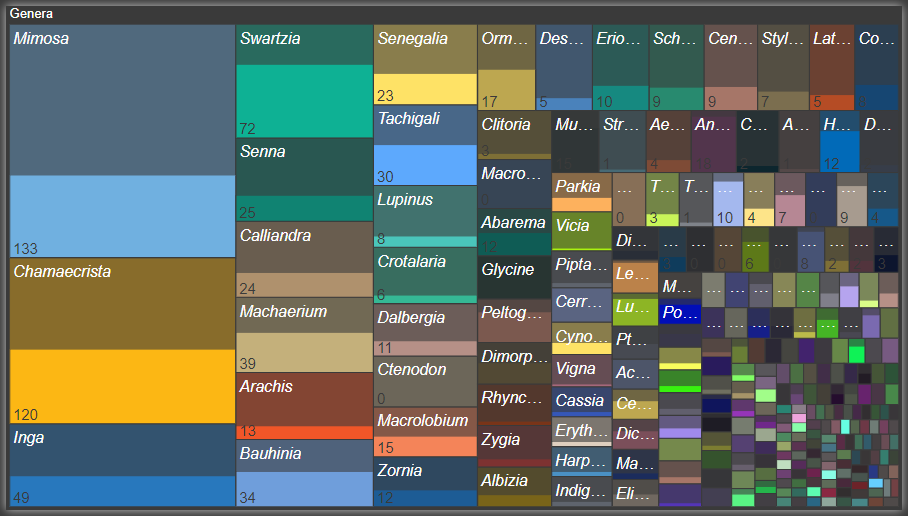 Genera
Mimosa
133
Chamaecrista
120
Inga
49
Swartzia
72
Senna
25
Calliandra
24
Machaerium
39
Arachis
13
Bauhinia
34
Senegalia
23
Tachigali
30
Lupinus
8
Crotalaria
6
Dalbergia
11
Ctenodon
0
Macrolobium
15
Zornia
12
Orm...
17
Des...
5
Erio...
10
Sch...
9
Cen...
9
Styl...
7
Lat...
5
Co...
Clitoria
3
Macro...
0
Abarema
12
Glycine
Peltog...
Dimorp...
Rhync...
Zygia
Albizia
Mu...
Str...
1
Ae...
4
An...
C...
2
A...
H...
12
D...
Parkia
Vicia
Pipta...
Cerr...
Cyno...
Vigna
Cassia
Eryth...
Harp...
Indig...
...
0
T...
3
T...
1
...
10
...
4
...
7
...
...
9
...
4
Di...
Le...
Lu...
Pt...
Ac...
Ce...
Dic...
Ma...
Eli...
...
3
...
0
...
0
...
6
...
...
8
...
2
...
...
3
M...
Po...
... ... ... ... ... ... ... ...
... ... ... ... ... ... ...